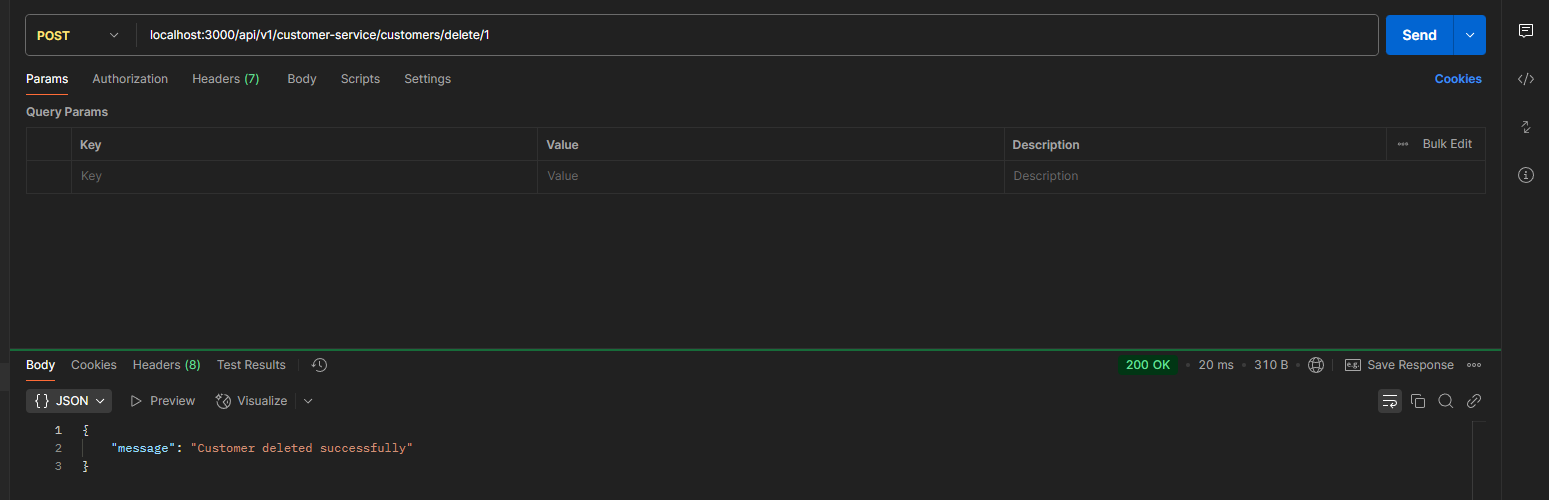 POST localhost:3000/api/v1/customer-service/customers/delete/1 Send
Params Authorization Headers (7) Body Scripts Settings Cookies
Query Params
Key Value Description Bulk Edit
Key Value Description
Body Cookies Headers (8) Test Results 200 OK • 20 ms • 310 B • Save Response
{} JSON Preview Visualize
1 {
2 "message": "Customer deleted successfully"
3 }